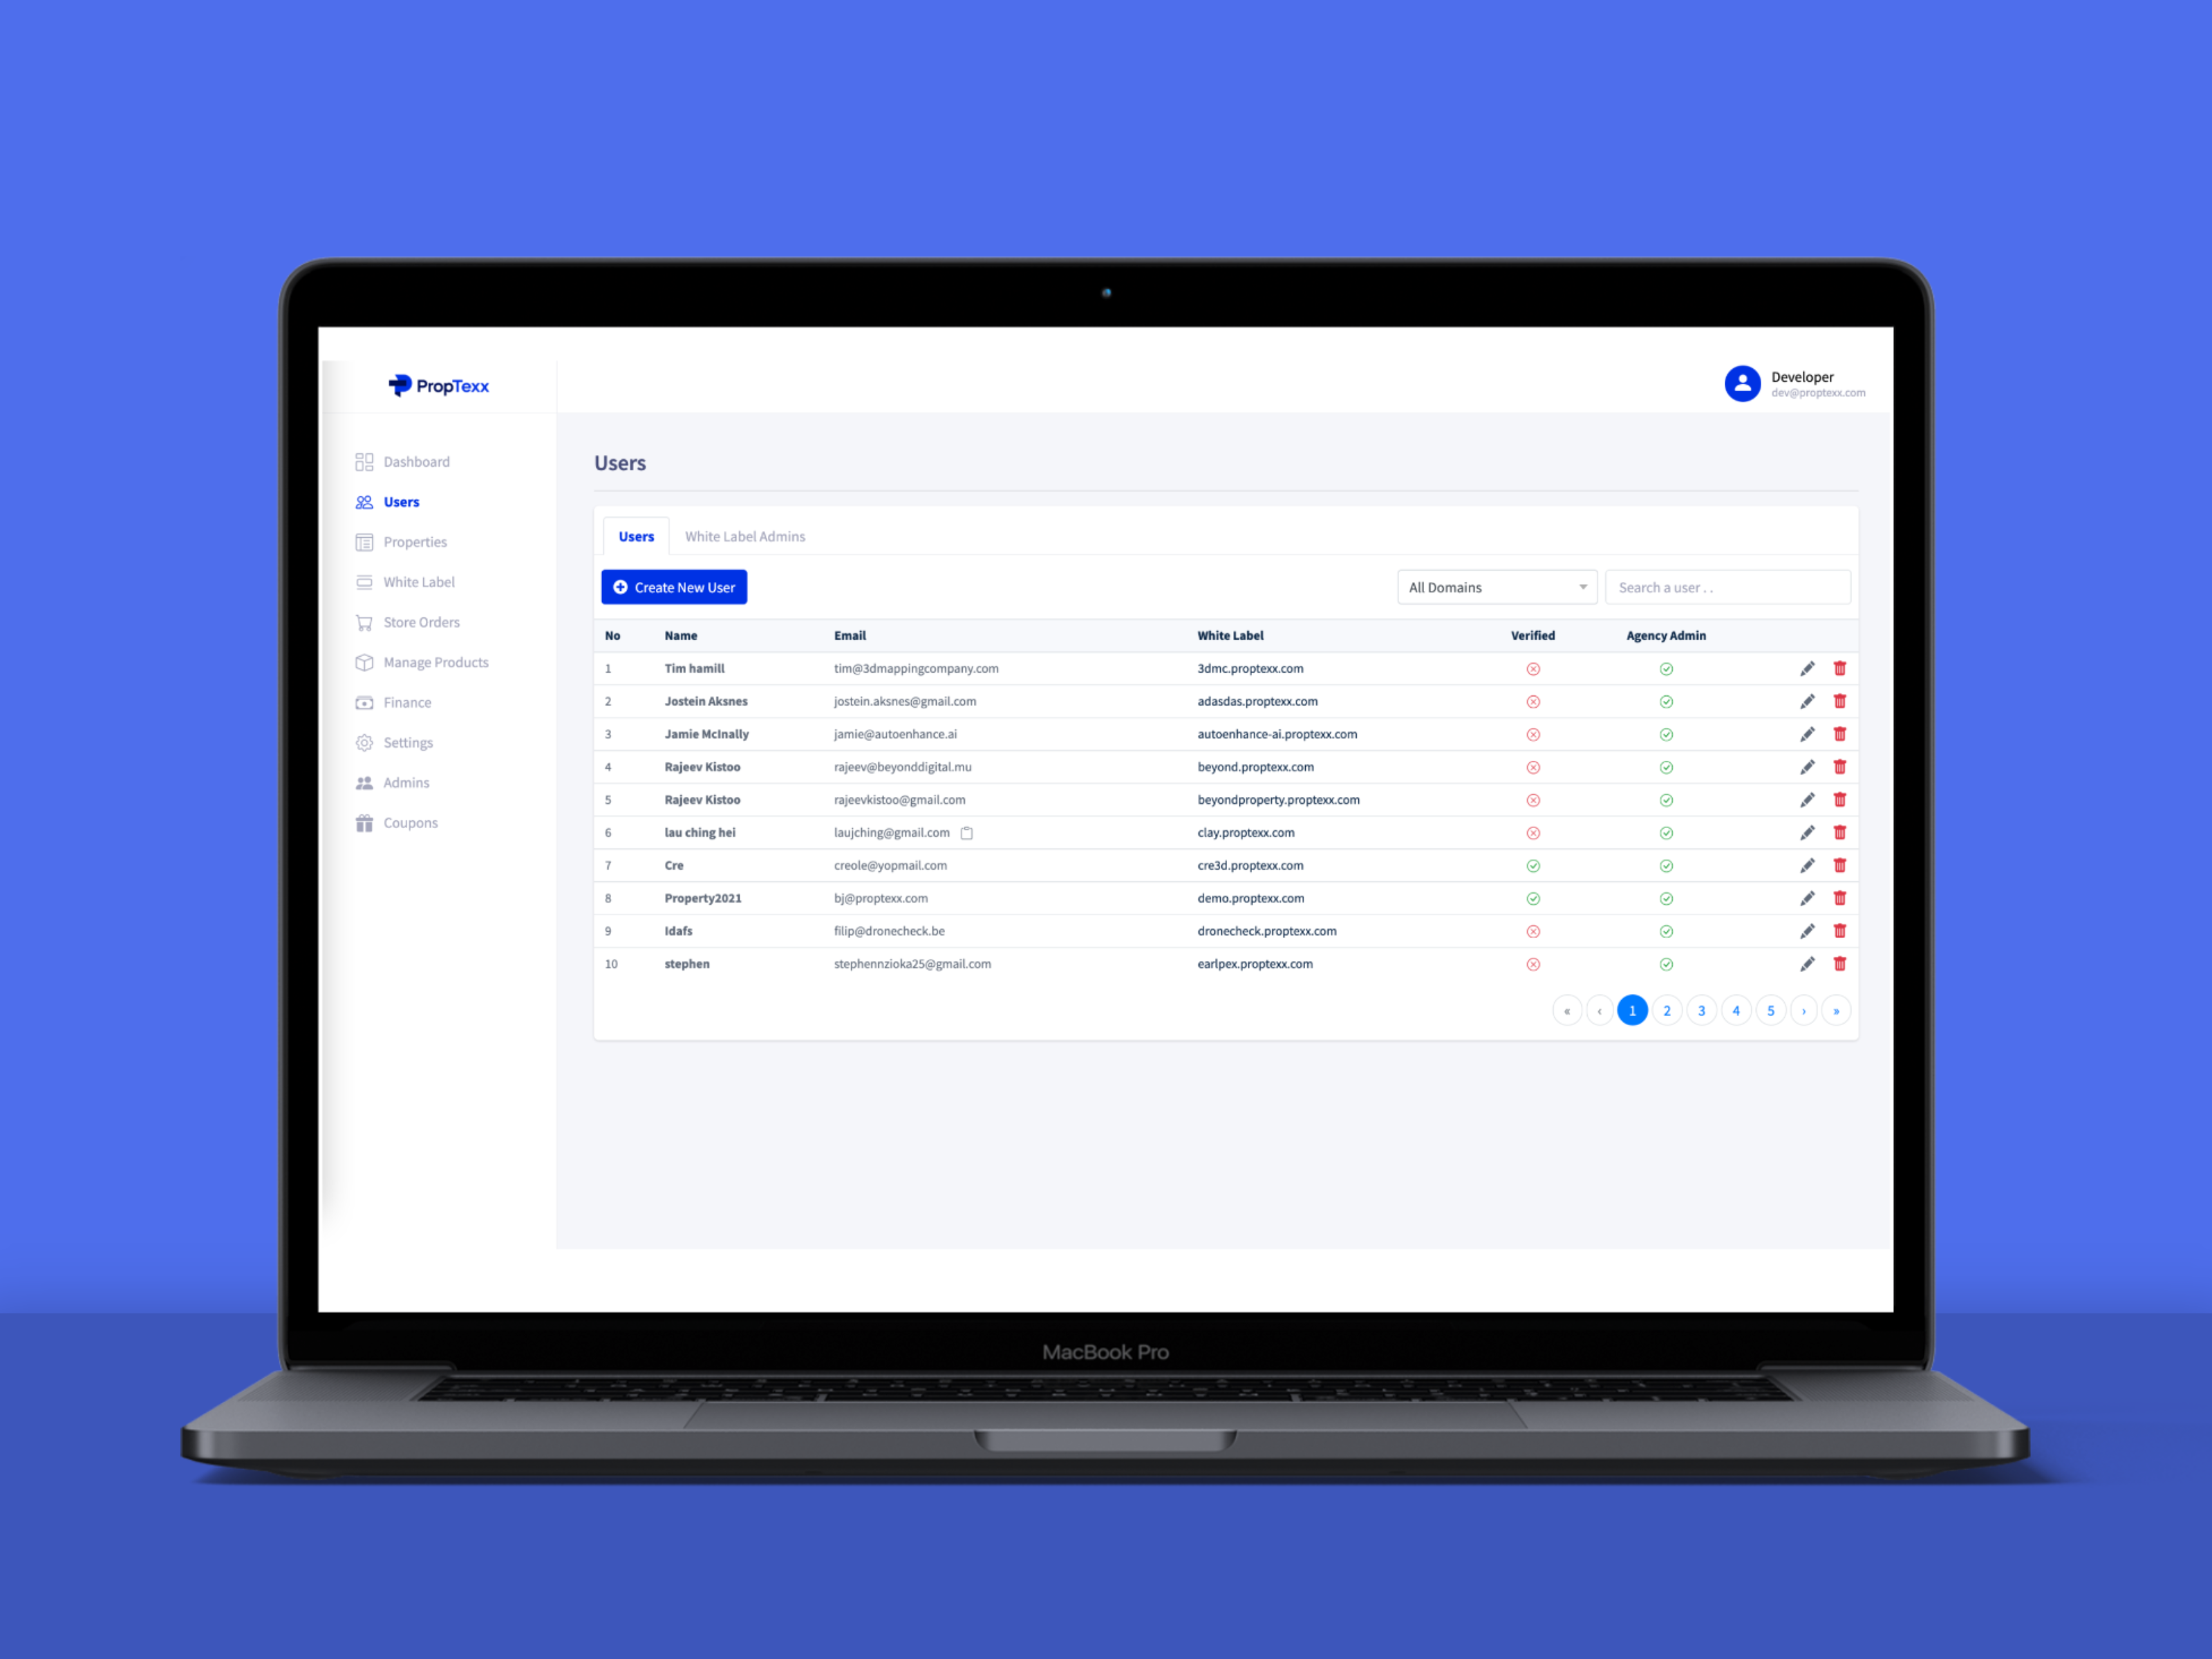 PropTexx
Developer
dev@proptexx.com
Dashboard
Users
Properties
White Label
Store Orders
Manage Products
Finance
Settings
Admins
Coupons
Users
Users White Label Admins
Create New User All Domains Search a user . .
No Name Email White Label Verified Agency Admin
1 Tim hamill tim@3dmappingcompany.com 3dmc.proptexx.com
2 Jostein Aksnes jostein.aksnes@gmail.com adasdas.proptexx.com
3 Jamie McInally jamie@autoenhance.ai autoenhance-ai.proptexx.com
4 Rajeev Kistoo rajeev@beyonddigital.mu beyond.proptexx.com
5 Rajeev Kistoo rajeevkistoo@gmail.com beyondproperty.proptexx.com
6 lau ching hei laujching@gmail.com clay.proptexx.com
7 Cre creole@yopmail.com cre3d.proptexx.com
8 Property2021 bj@proptexx.com demo.proptexx.com
9 Idafs filip@dronecheck.be dronecheck.proptexx.com
10 stephen stephennzioka25@gmail.com earlpex.proptexx.com
« ‹ 1 2 3 4 5 › »
MacBook Pro